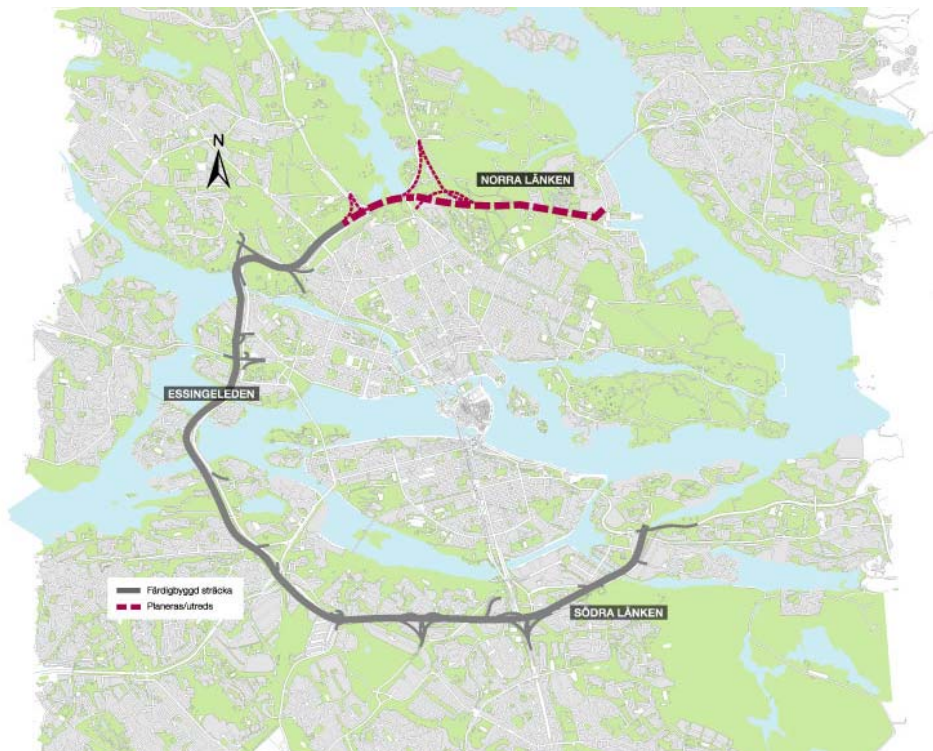 N
NORRA LÄNKEN
ESSINGELEDEN
Färdigbyggd sträcka
Planeras/utreds
SÖDRA LÄNKEN